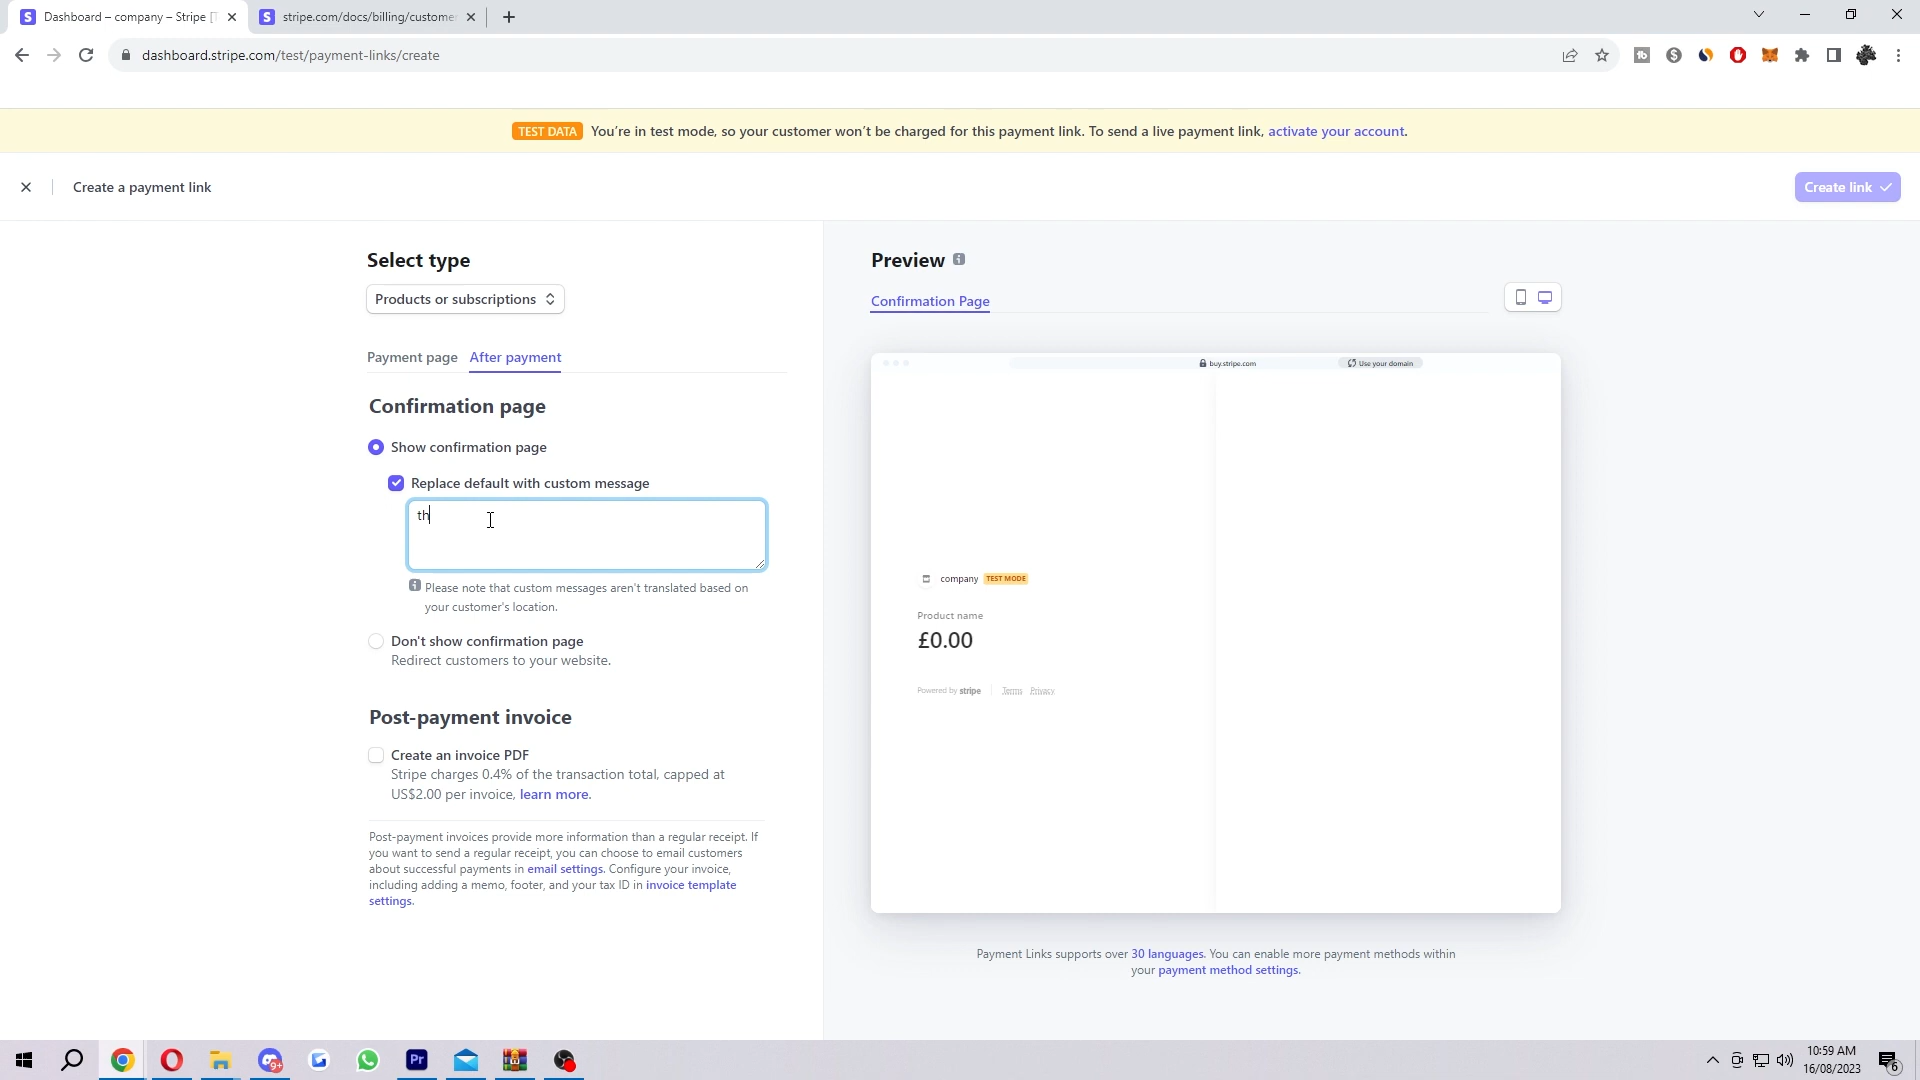 Dashboard – company – Stripe [T
stripe.com/docs/billing/custome
dashboard.stripe.com/test/payment-links/create
TEST DATA You're in test mode, so your customer won't be charged for this payment link. To send a live payment link, activate your account.
Create a payment link
Create link
Select type
Products or subscriptions
Payment page After payment
Confirmation page
Show confirmation page
Replace default with custom message
th
Please note that custom messages aren't translated based on
your customer's location.
Don't show confirmation page
Redirect customers to your website.
Post-payment invoice
Create an invoice PDF
Stripe charges 0.4% of the transaction total, capped at
US$2.00 per invoice, learn more.
Post-payment invoices provide more information than a regular receipt. If
you want to send a regular receipt, you can choose to email customers
about successful payments in email settings. Configure your invoice,
including adding a memo, footer, and your tax ID in invoice template
settings.
Preview
Confirmation Page
buy.stripe.com
Use your domain
company TEST MODE
Product name
£0.00
Powered by stripe Terms Privacy
Payment Links supports over 30 languages. You can enable more payment methods within
your payment method settings.
9+
Pr
10:59 AM
16/08/2023
6